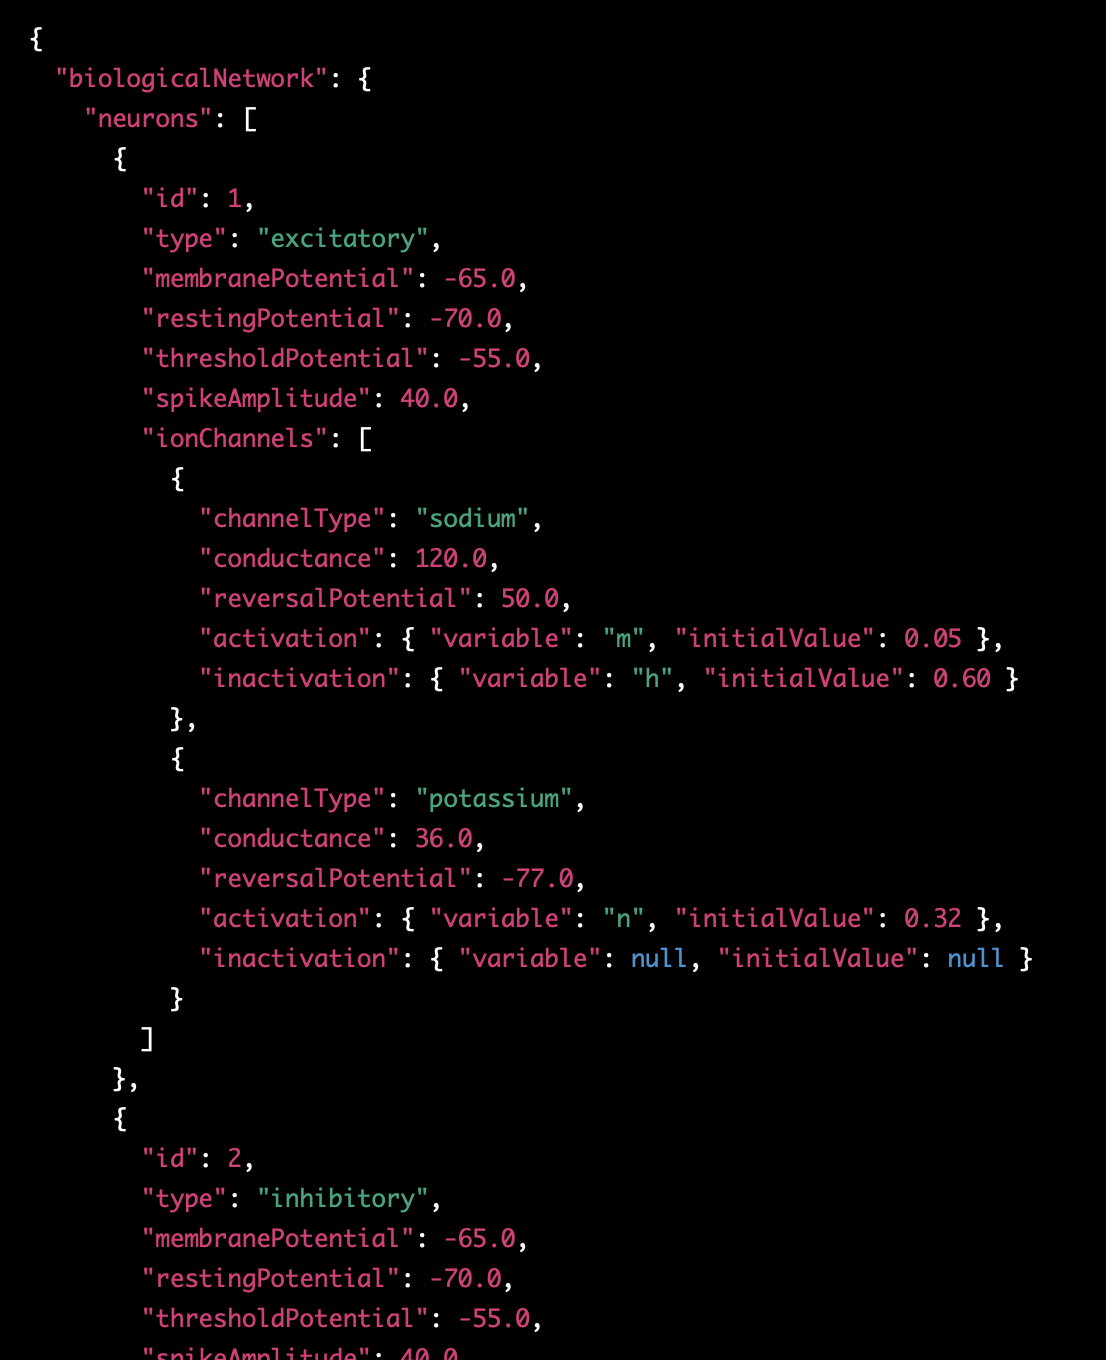 {
  "biologicalNetwork": {
    "neurons": [
      {
        "id": 1,
        "type": "excitatory",
        "membranePotential": -65.0,
        "restingPotential": -70.0,
        "thresholdPotential": -55.0,
        "spikeAmplitude": 40.0,
        "ionChannels": [
          {
            "channelType": "sodium",
            "conductance": 120.0,
            "reversalPotential": 50.0,
            "activation": { "variable": "m", "initialValue": 0.05 },
            "inactivation": { "variable": "h", "initialValue": 0.60 }
          },
          {
            "channelType": "potassium",
            "conductance": 36.0,
            "reversalPotential": -77.0,
            "activation": { "variable": "n", "initialValue": 0.32 },
            "inactivation": { "variable": null, "initialValue": null }
          }
        ]
      },
      {
        "id": 2,
        "type": "inhibitory",
        "membranePotential": -65.0,
        "restingPotential": -70.0,
        "thresholdPotential": -55.0,
        "spikeAmplitude": 40.0